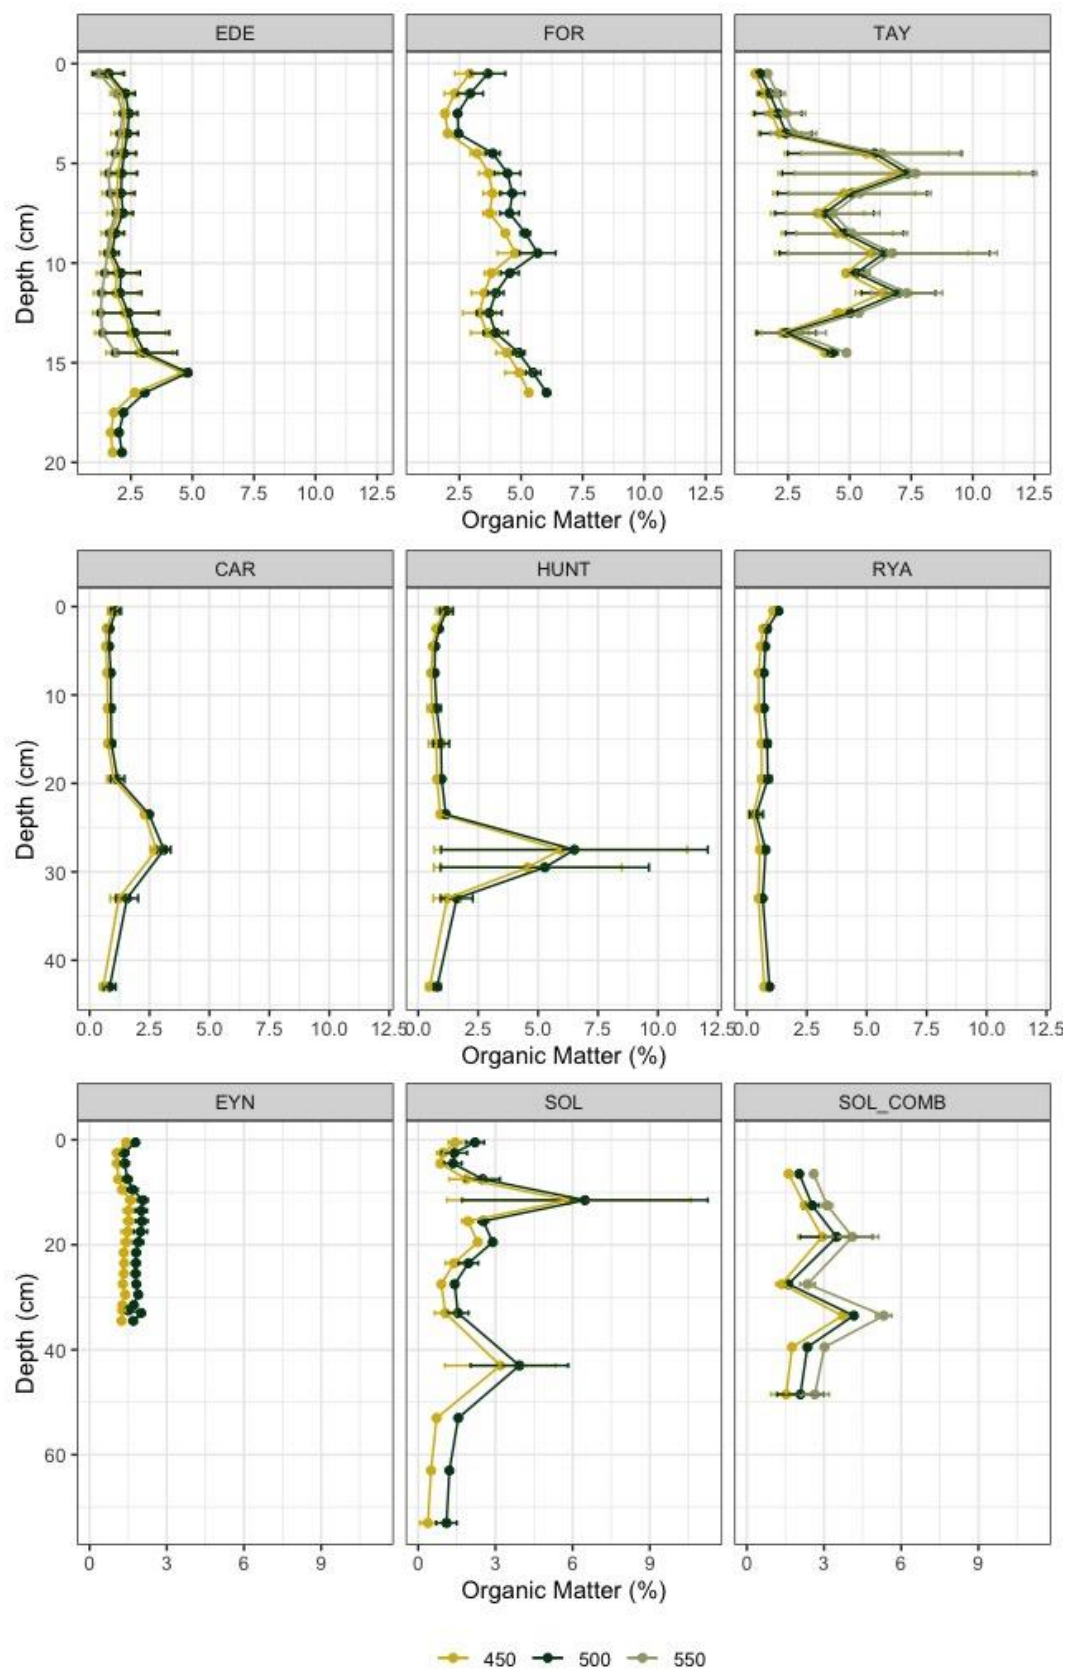 EDE FOR TAY
0
5
10
15
20
Depth (cm)
2.5 5.0 7.5 10.0 12.5 2.5 5.0 7.5 10.0 12.5 2.5 5.0 7.5 10.0 12.5
Organic Matter (%)
CAR HUNT RYA
0
10
20
30
40
Depth (cm)
0.0 2.5 5.0 7.5 10.0 12.5 0.0 2.5 5.0 7.5 10.0 12.5 0.0 2.5 5.0 7.5 10.0 12.5
Organic Matter (%)
EYN SOL SOL_COMB
0
20
40
60
Depth (cm)
0 3 6 9 0 3 6 9 0 3 6 9
Organic Matter (%)
450 500 550